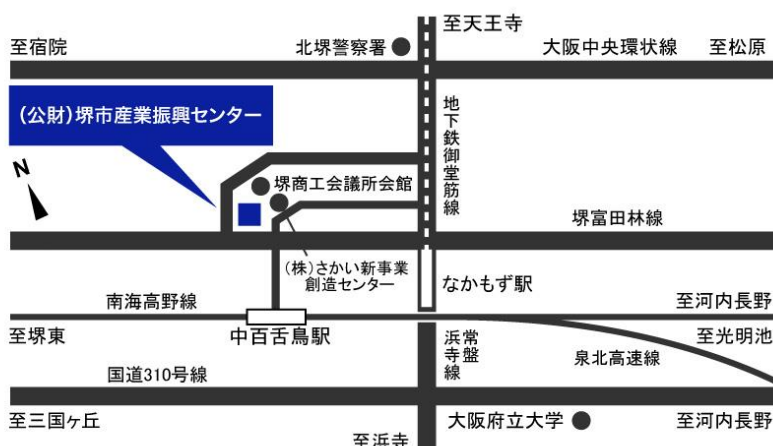 至天王寺
至宿院
北堺警察署
大阪中央環状線
至松原
(公財)堺市産業振興センター
地下鉄御堂筋線
N
堺商工会議所会館
堺富田林線
(株)さかい新事業
創造センター
なかもず駅
南海高野線
至河内長野
至堺東
中百舌鳥駅
常盤
浜寺線
至光明池
泉北高速線
国道310号線
至三国ヶ丘
大阪府立大学
至河内長野
至浜寺